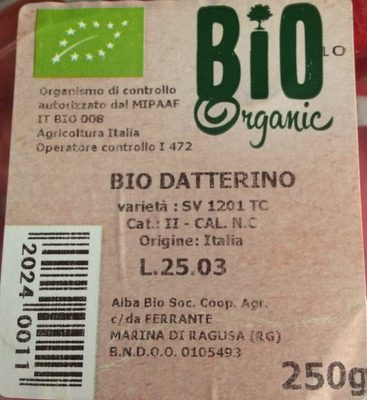 BIO
Organic
Organismo di controllo
autorizzato dal MIPAAF
IT BIO 008
Agricoltura Italia
Operatore controllo I 472
BIO DATTERINO
varietà : SV 1201 TC
Cat.: II - CAL. N.C
Origine: Italia
L.25.03
2024 0011
Alba Bio Soc. Coop. Agr.
c/da FERRANTE
MARINA DI RAGUSA (RG)
B.N.D.O.O. 0105493
250g